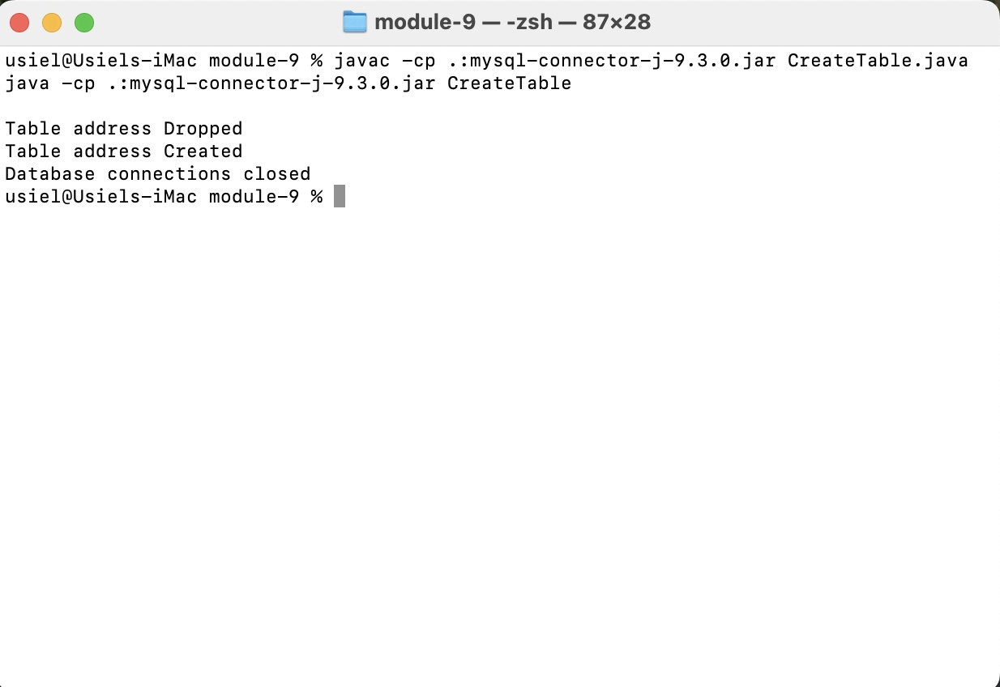 module-9 — -zsh — 87×28
usiel@Usiels-iMac module-9 % javac -cp .:mysql-connector-j-9.3.0.jar CreateTable.java
java -cp .:mysql-connector-j-9.3.0.jar CreateTable
Table address Dropped
Table address Created
Database connections closed
usiel@Usiels-iMac module-9 %